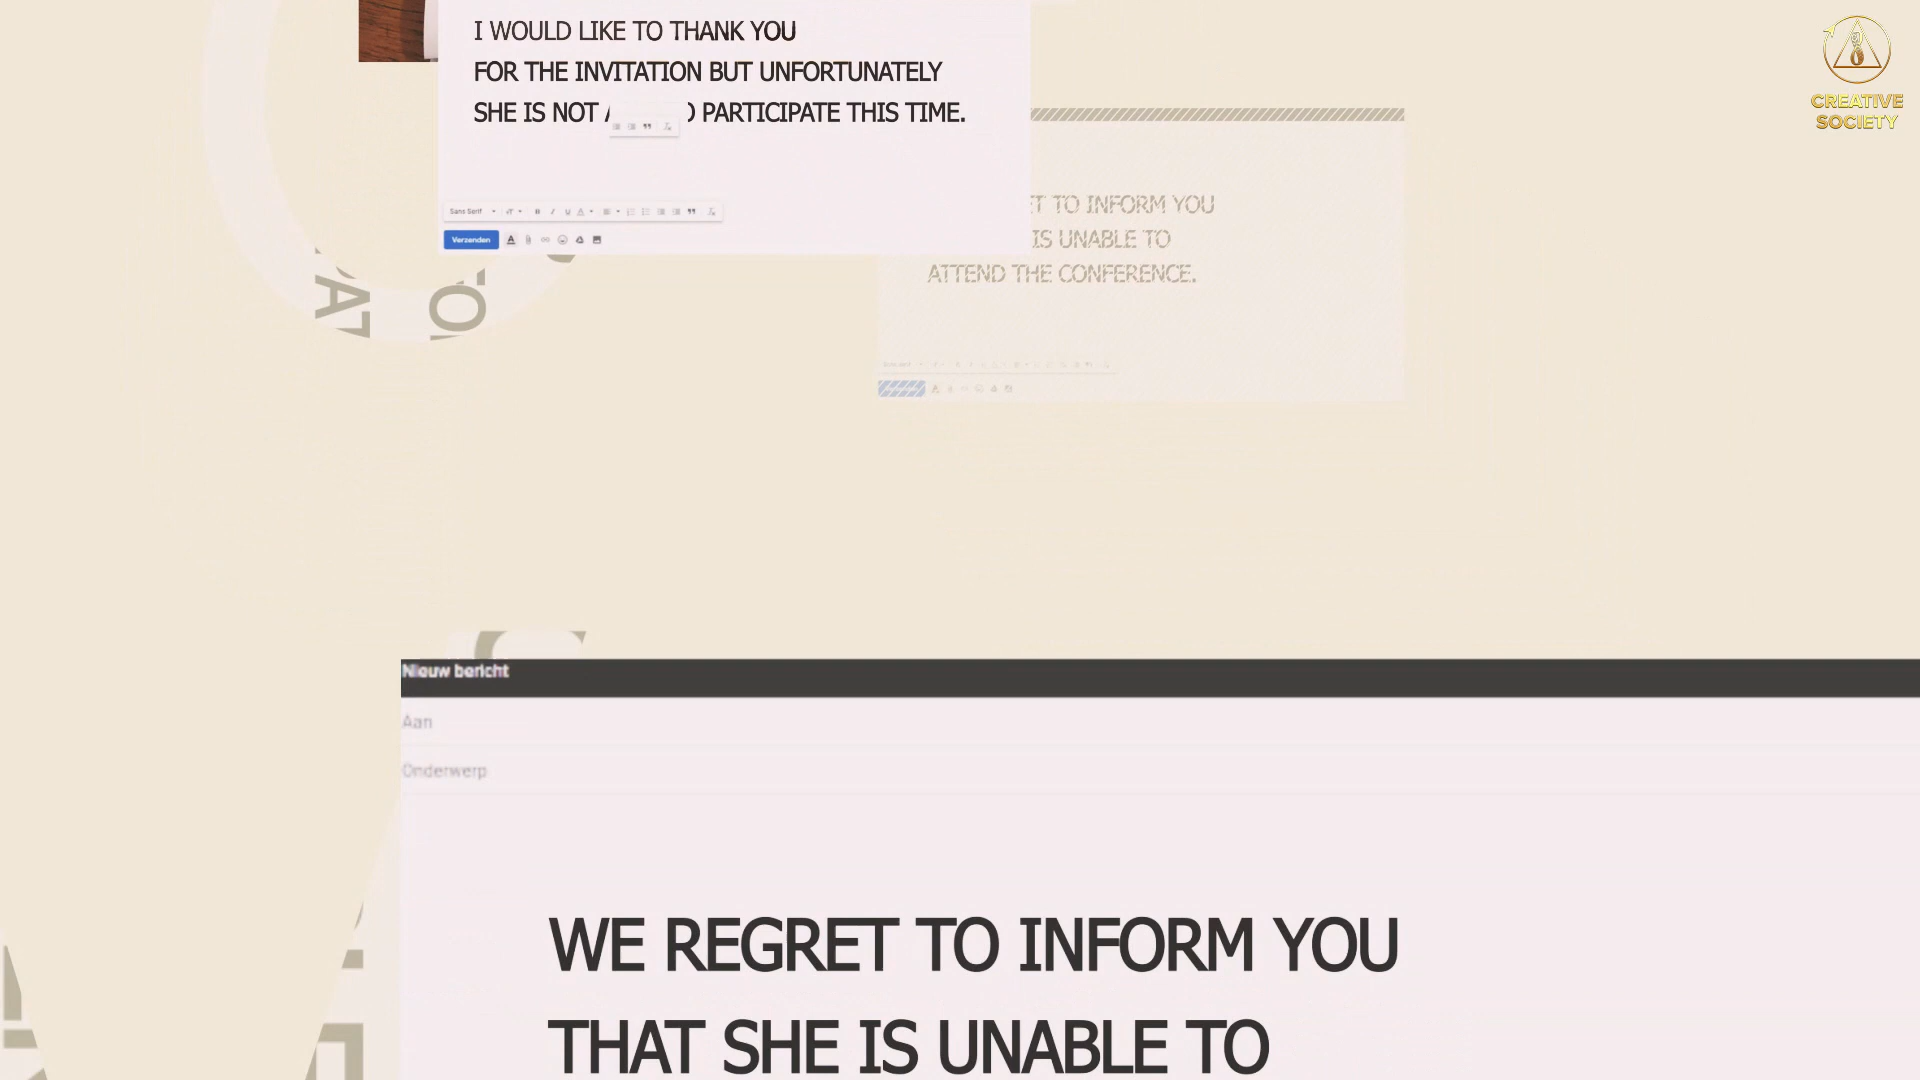 I WOULD LIKE TO THANK YOU
FOR THE INVITATION BUT UNFORTUNATELY
SHE IS NOT PARTICIPATE THIS TIME.
Sans Serif
Verzenden
CREATIVE
SOCIETY
TO INFORM YOU
IS UNABLE TO
ATTEND THE CONFERENCE.
Nieuw bericht
Aan
Onderwerp
WE REGRET TO INFORM YOU
THAT SHE IS UNABLE TO